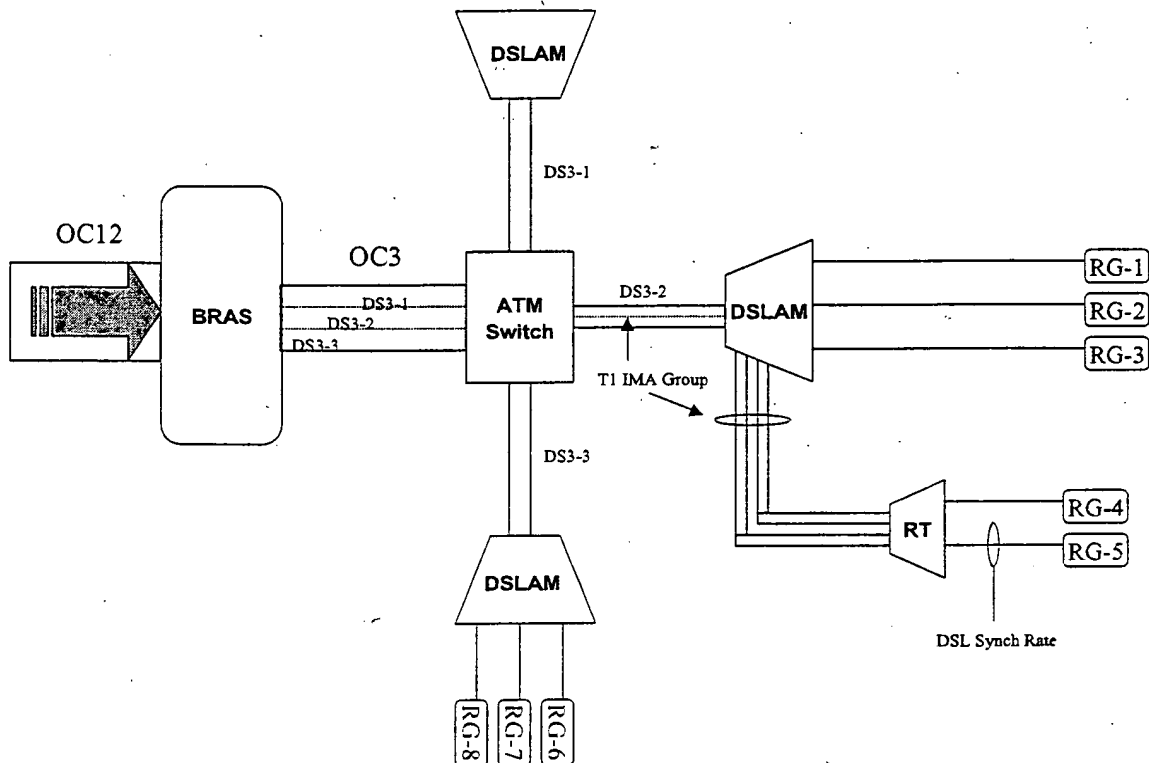 DSLAM
DS3-1
OC12
OC3
BRAS
DS3-1
DS3-2
DS3-3
ATM
Switch
DS3-2
DSLAM
RG-1
RG-2
RG-3
T1 IMA Group
DS3-3
RT
RG-4
RG-5
DSLAM
DSL Synch Rate
RG-8
RG-7
RG-6